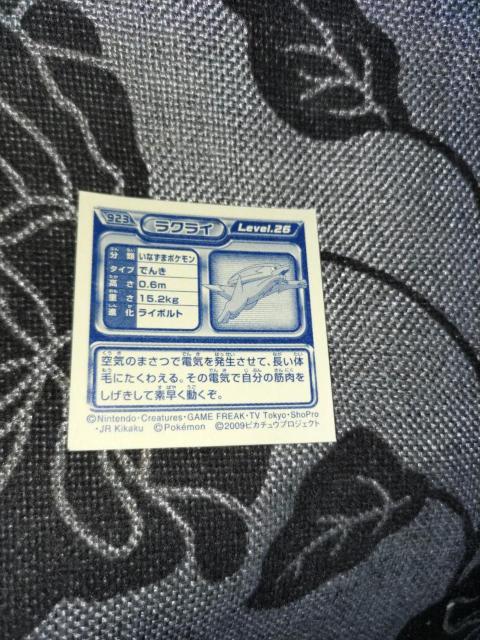 923 ラクライ Level.26
分類 いなずまポケモン
タイプ でんき
高さ 0.6m
重さ 15.2kg
進化 ライボルト
空気のまさつで電気を発生させて、長い体
毛にたくわえる。その電気で自分の筋肉を
しげきして素早く動くぞ。
©Nintendo･Creatures･GAME FREAK･TV Tokyo･ShoPro
･JR Kikaku ©Pokémon ©2009ピカチュウプロジェクト